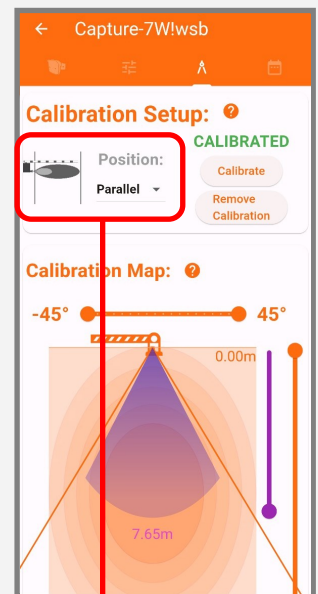 Capture-7W!wsb
Calibration Setup: ?
CALIBRATED
Position:
Calibrate
Parallel
Remove
Calibration
Calibration Map: ?
-45° 45°
0.00m
7.65m